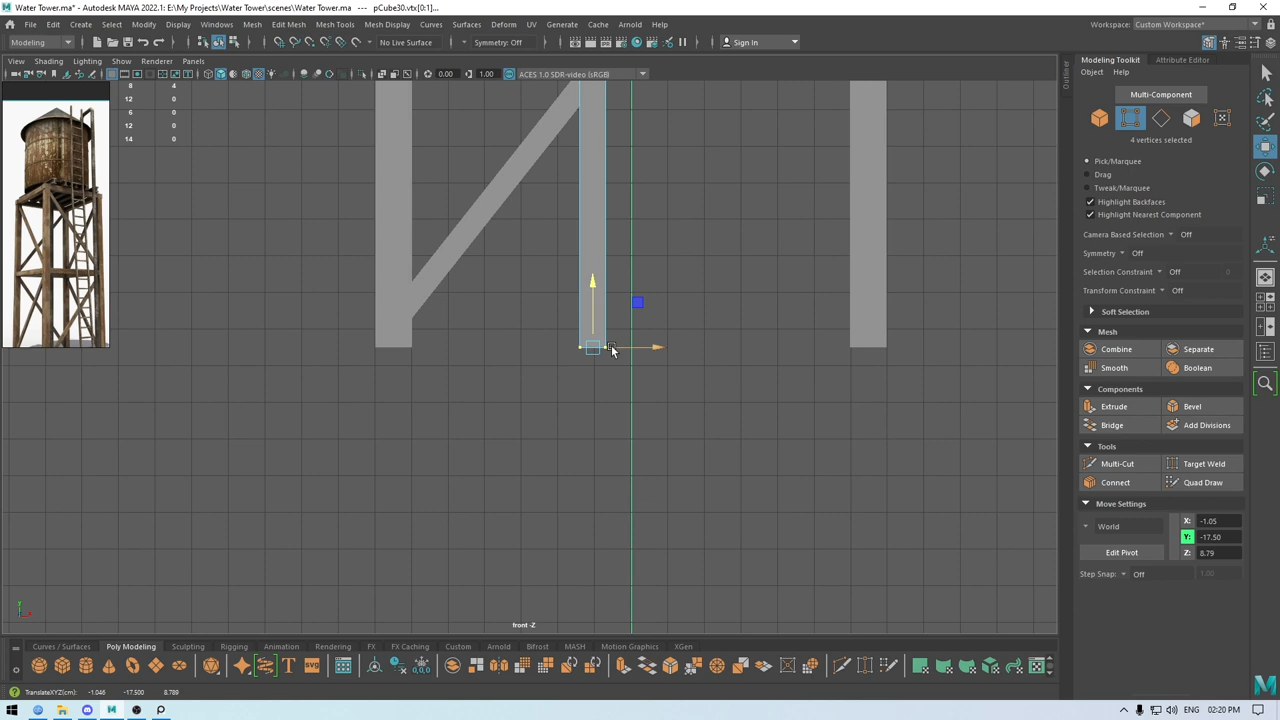 Water Tower.ma* - Autodesk MAYA 2022.1: E:\My Projects\Water Tower\scenes\Water Tower.ma --- pCube30.vtx[0:1]...
File Edit Create Select Modify Display Windows Mesh Edit Mesh Mesh Tools Mesh Display Curves Surfaces Deform UV Generate Cache Arnold Help
Workspace: Custom Workspace*
Modeling
No Live Surface
Symmetry: Off
Sign In
View Shading Lighting Show Renderer Panels
0.00
1.00
ACES 1.0 SDR-video (sRGB)
8 4
12 0
6 0
12 0
14 0
front -Z
Outliner
Modeling Toolkit Attribute Editor
Object Help
Multi-Component
4 vertices selected
Pick/Marquee
Drag
Tweak/Marquee
Highlight Backfaces
Highlight Nearest Component
Camera Based Selection Off
Symmetry Off
Selection Constraint Off 0
Transform Constraint Off
Soft Selection
Mesh
Combine Separate
Smooth Boolean
Components
Extrude Bevel
Bridge Add Divisions
Tools
Multi-Cut Target Weld
Connect Quad Draw
Move Settings
World
X: -1.05
Y: -17.50
Edit Pivot
Z: 8.79
Step Snap: Off 1.00
Curves / Surfaces Poly Modeling Sculpting Rigging Animation Rendering FX FX Caching Custom Arnold Bifrost MASH Motion Graphics XGen
T
SVG
0,0,0
TranslateXYZ(cm): -1.046 -17.500 8.789
ENG 02:20 PM